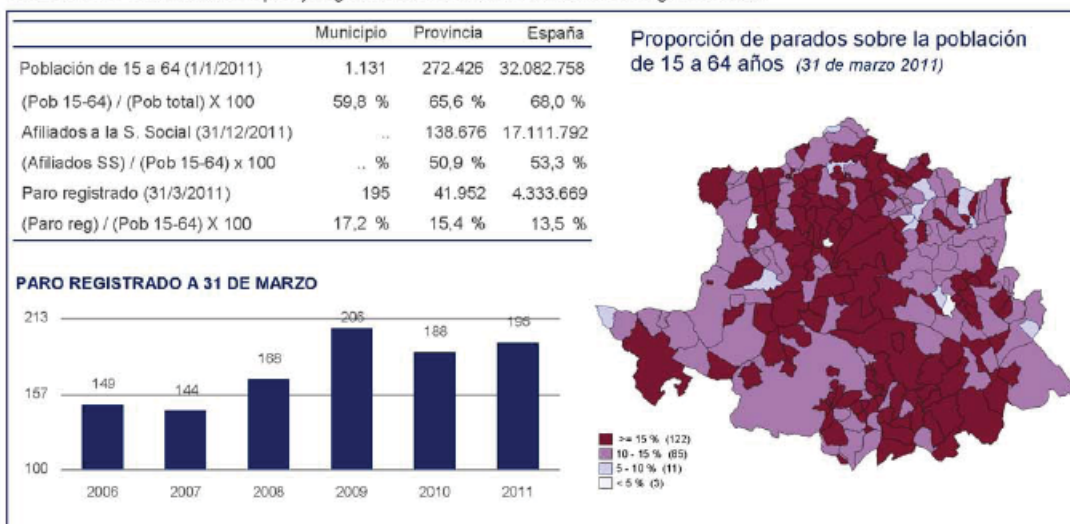 Municipio Provincia España
Población de 15 a 64 (1/1/2011) 1.131 272.426 32.082.758
(Pob 15-64) / (Pob total) X 100 59,8 % 65,6 % 68,0 %
Afiliados a la S. Social (31/12/2011) .. 138.676 17.111.792
(Afiliados SS) / (Pob 15-64) x 100 .. % 50,9 % 53,3 %
Paro registrado (31/3/2011) 195 41.952 4.333.669
(Paro reg) / (Pob 15-64) X 100 17,2 % 15,4 % 13,5 %
PARO REGISTRADO A 31 DE MARZO
213
157
100
149
144
168
206
188
195
2006 2007 2008 2009 2010 2011
Proporción de parados sobre la población
de 15 a 64 años (31 de marzo 2011)
>= 15 % (122)
10 - 15 % (85)
5 - 10 % (11)
< 5 % (3)